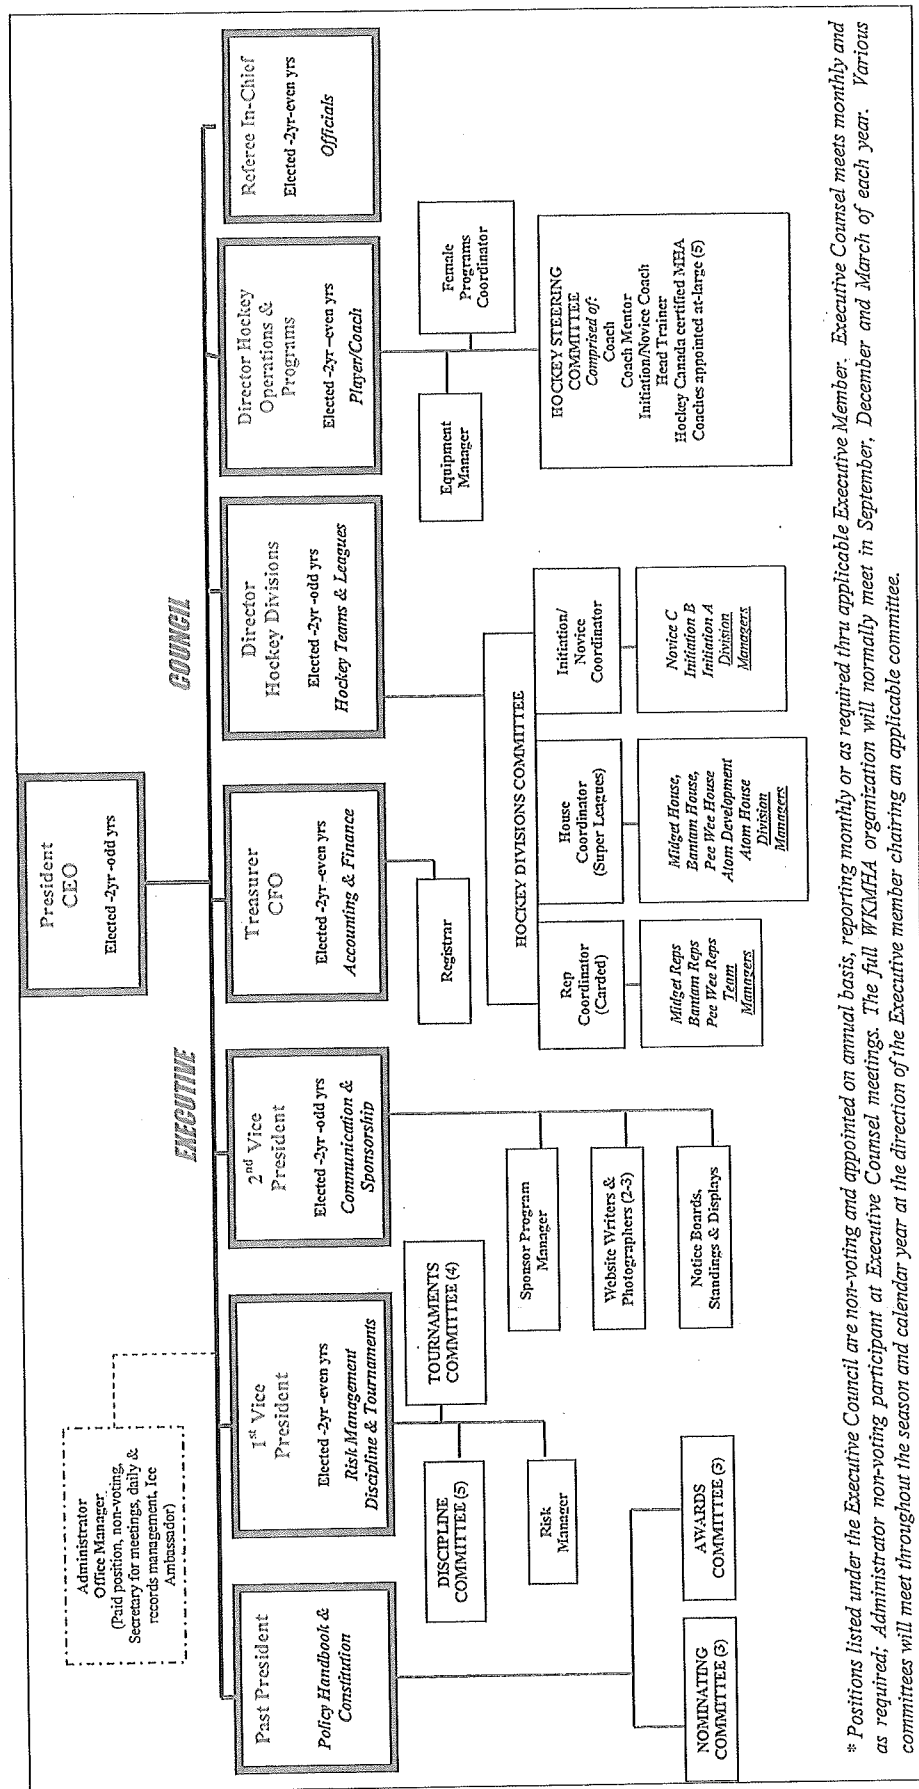 President
CEO
Elected -2yr-odd yrs
EXECUTIVE
COUNCIL
Administrator
Office Manager
(Paid position, non-voting,
Secretary for meetings, daily &
records management, Ice
Ambassador)
Past President
Policy Handbook &
Constitution
NOMINATING
COMMITTEE (3)
AWARDS
COMMITTEE (3)
1st Vice
President
Elected -2yr -even yrs
Risk Management
Discipline & Tournaments
DISCIPLINE
COMMITTEE (5)
TOURNAMENTS
COMMITTEE (4)
Risk
Manager
2nd Vice
President
Elected -2yr-odd yrs
Communication &
Sponsorship
Sponsor Program
Manager
Website Writers &
Photographers (2-3)
Notice Boards,
Standings & Displays
Treasurer
CFO
Elected -2yr-even yrs
Accounting & Finance
Registrar
Director
Hockey Divisions
Elected -2yr -odd yrs
Hockey Teams & Leagues
HOCKEY DIVISIONS COMMITTEE
Rep
Coordinator
(Carded)
Midget Reps
Bantam Reps
Pee Wee Reps
Team
Managers
House
Coordinator
(Super Leagues)
Midget House,
Bantam House,
Pee Wee House
Atom Development
Atom House
Division
Managers
Initiation/
Novice
Coordinator
Novice C
Initiation B
Initiation A
Division
Managers
Director Hockey
Operations &
Programs
Elected -2yr -even yrs
Player/Coach
Equipment
Manager
Female
Programs
Coordinator
HOCKEY STEERING
COMMITTEE
Comprised of:
Coach
Coach Mentor
Initiation/Novice Coach
Head Trainer
Hockey Canada certified MHA
Coaches appointed at-large (5)
Referee In-Chief
Elected -2yr-even yrs
Officials
* Positions listed under the Executive Council are non-voting and appointed on annual basis, reporting monthly or as required thru applicable Executive Member. Executive Counsel meets monthly and
as required; Administrator non-voting participant at Executive Counsel meetings. The full WKMHA organization will normally meet in September, December and March of each year. Various
committees will meet throughout the season and calendar year at the direction of the Executive member chairing an applicable committee.